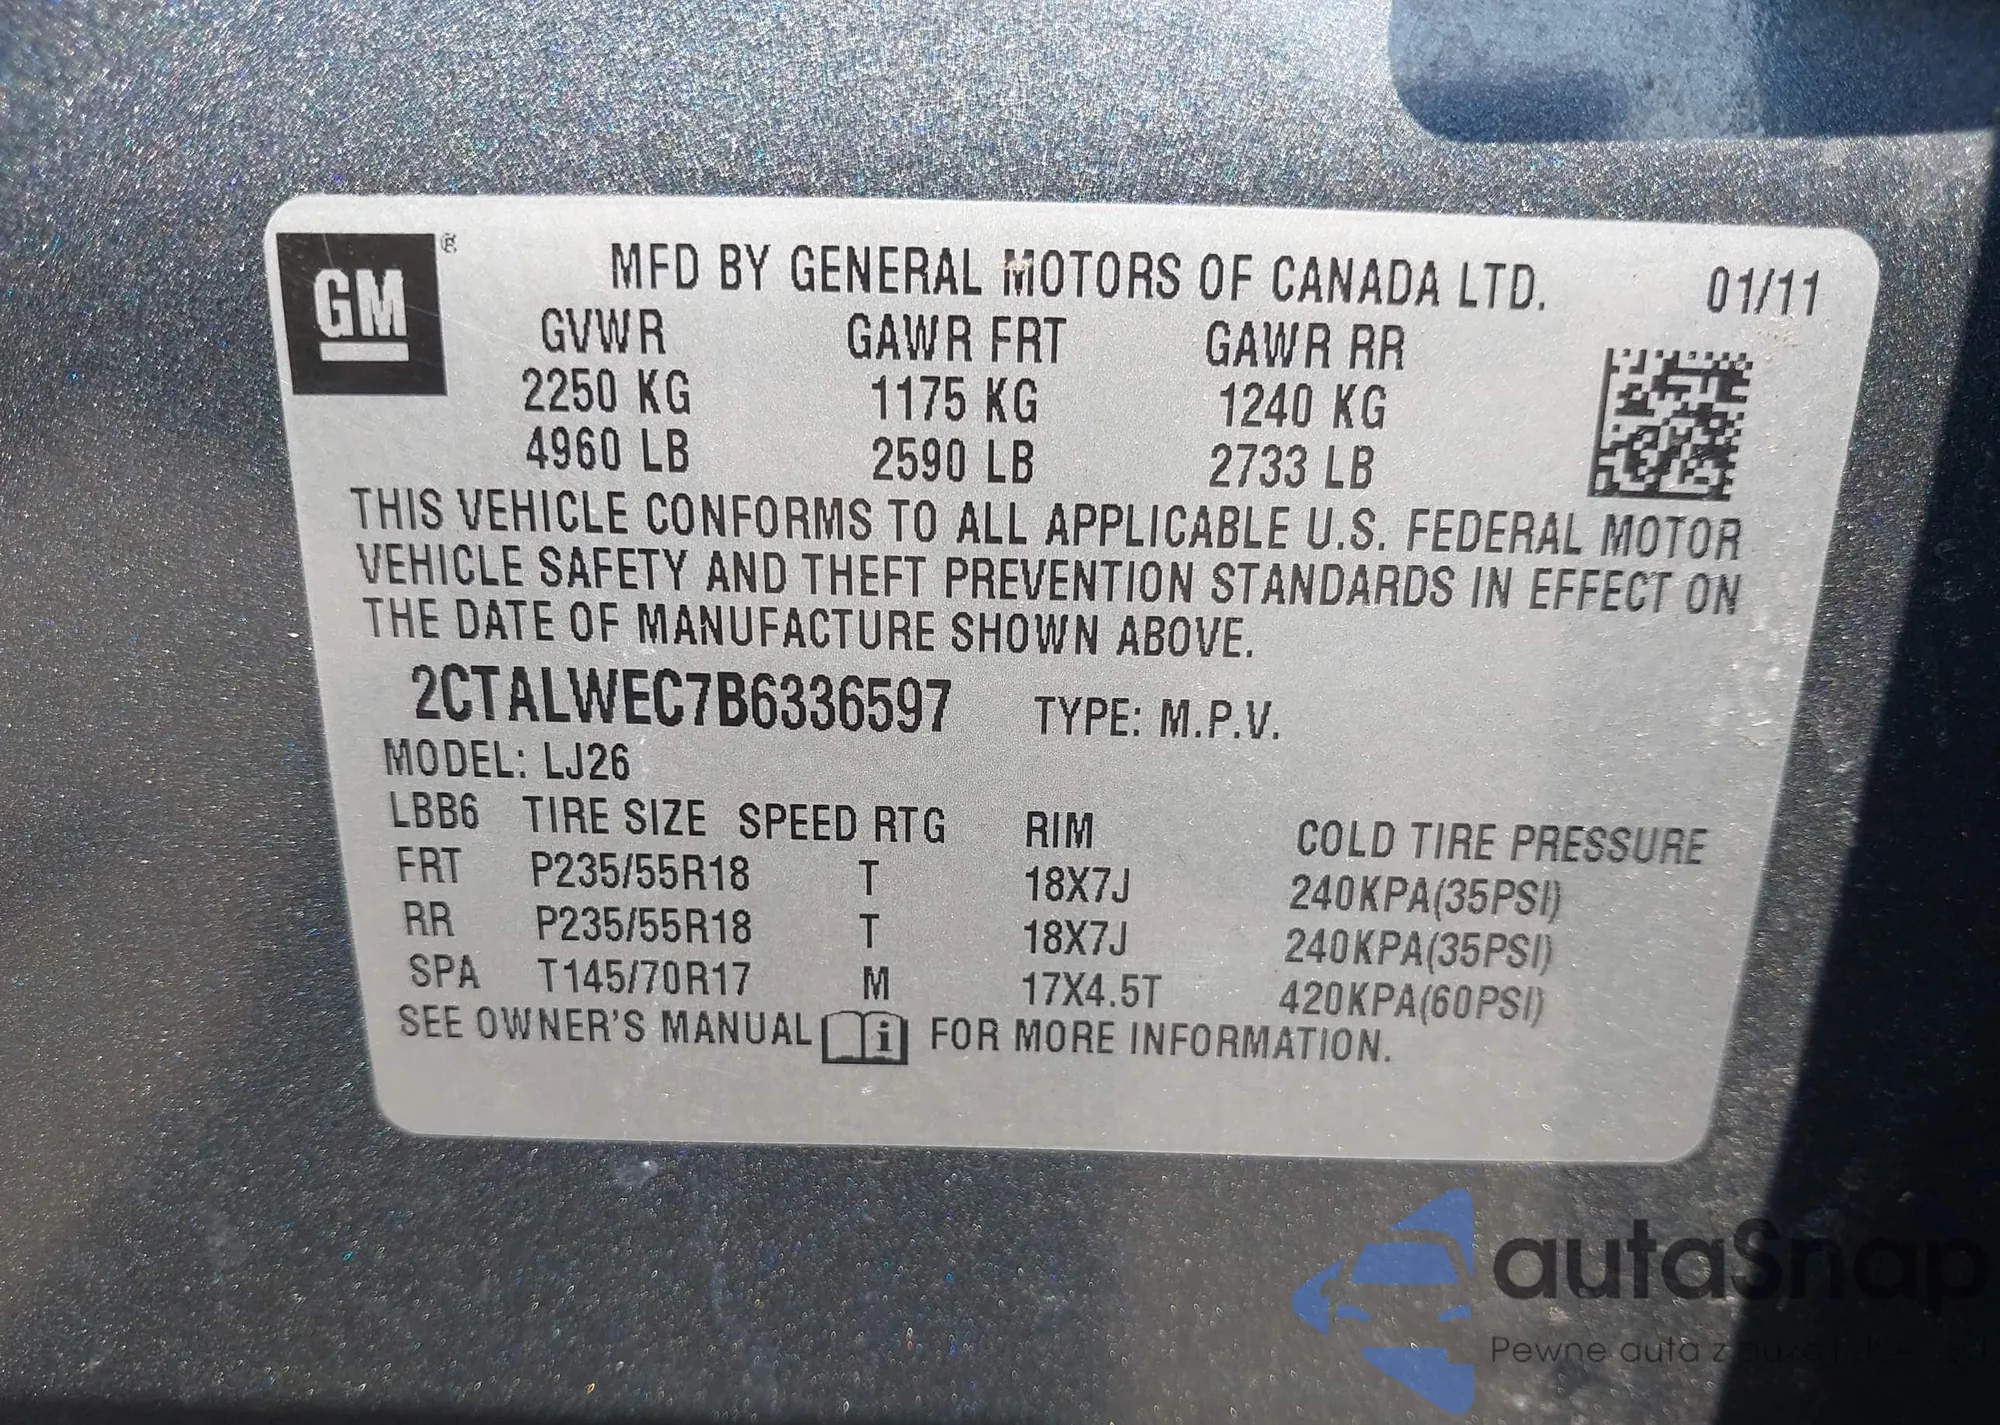 GM ®
MFD BY GENERAL MOTORS OF CANADA LTD. 01/11
GVWR GAWR FRT GAWR RR
2250 KG 1175 KG 1240 KG
4960 LB 2590 LB 2733 LB
THIS VEHICLE CONFORMS TO ALL APPLICABLE U.S. FEDERAL MOTOR
VEHICLE SAFETY AND THEFT PREVENTION STANDARDS IN EFFECT ON
THE DATE OF MANUFACTURE SHOWN ABOVE.
2CTALWEC7B6336597 TYPE: M.P.V.
MODEL: LJ26
LBB6 TIRE SIZE SPEED RTG RIM COLD TIRE PRESSURE
FRT P235/55R18 T 18X7J 240KPA(35PSI)
RR P235/55R18 T 18X7J 240KPA(35PSI)
SPA T145/70R17 M 17X4.5T 420KPA(60PSI)
SEE OWNER'S MANUAL i FOR MORE INFORMATION.
autaSnap
Pewne auta z